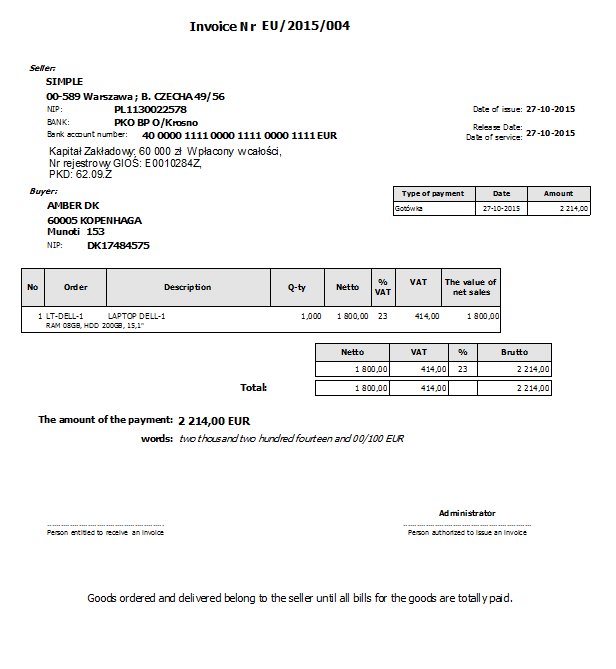 Invoice Nr EU/2015/004
Seller:
SIMPLE
00-589 Warszawa ; B. CZECHA 49/56
NIP: PL1130022578
BANK: PKO BP O/Krosno
Bank account number: 40 0000 1111 0000 1111 0000 1111 EUR
Date of issue: 27-10-2015
Release Date:
Date of service: 27-10-2015
Kapitał Zakładowy: 60 000 zł Wpłacony w całości,
Nr rejestrowy GIOŚ: E0010284Z,
PKD: 62.09.Z
Buyer:
AMBER DK
60005 KOPENHAGA
Munoti 153
NIP: DK17484575
Type of payment Date Amount
Gotówka 27-10-2015 2 214,00
No Order Description Q-ty Netto % VAT VAT The value of net sales
1 LT-DELL-1 LAPTOP DELL-1 1,000 1 800,00 23 414,00 1 800,00
RAM 08GB, HDD 200GB, 15,1"
Netto VAT % Brutto
1 800,00 414,00 23 2 214,00
Total: 1 800,00 414,00 2 214,00
The amount of the payment: 2 214,00 EUR
words: two thousand two hundred fourteen and 00/100 EUR
Administrator
Person entitled to receive an invoice
Person authorized to issue an invoice
Goods ordered and delivered belong to the seller until all bills for the goods are totally paid.